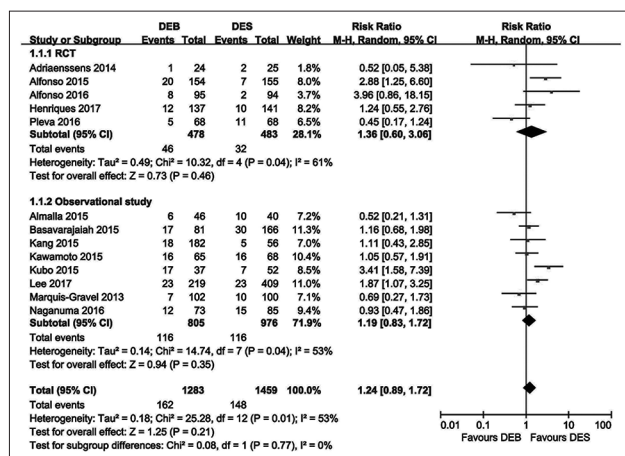 DEB DES Risk Ratio Risk Ratio
Study or Subgroup Events Total Events Total Weight M-H, Random, 95% CI M-H, Random, 95% CI
1.1.1 RCT
Adriaenssens 2014 1 24 2 25 1.8% 0.52 [0.05, 5.38]
Alfonso 2015 20 154 7 155 8.0% 2.88 [1.25, 6.60]
Alfonso 2016 8 95 2 94 3.8% 3.96 [0.86, 18.15]
Henriques 2017 12 137 10 141 8.1% 1.24 [0.55, 2.76]
Pleva 2016 5 68 11 68 6.5% 0.45 [0.17, 1.24]
Subtotal (95% CI) 478 483 28.1% 1.36 [0.60, 3.06]
Total events 46 32
Heterogeneity: Tau² = 0.49; Chi² = 10.32, df = 4 (P = 0.04); I² = 61%
Test for overall effect: Z = 0.73 (P = 0.46)
1.1.2 Observational study
Almalla 2015 6 46 10 40 7.2% 0.52 [0.21, 1.31]
Basavarajaiah 2015 17 81 30 166 11.3% 1.16 [0.68, 1.98]
Kang 2015 18 182 5 56 7.0% 1.11 [0.43, 2.85]
Kawamoto 2015 16 65 16 68 10.4% 1.05 [0.57, 1.91]
Kubo 2015 17 37 7 52 8.7% 3.41 [1.58, 7.39]
Lee 2017 23 219 23 409 11.0% 1.87 [1.07, 3.25]
Marquis-Gravel 2013 7 102 10 100 7.1% 0.69 [0.27, 1.73]
Naganuma 2016 12 73 15 85 9.4% 0.93 [0.47, 1.86]
Subtotal (95% CI) 805 976 71.9% 1.19 [0.83, 1.72]
Total events 116 116
Heterogeneity: Tau² = 0.14; Chi² = 14.74, df = 7 (P = 0.04); I² = 53%
Test for overall effect: Z = 0.94 (P = 0.35)
Total (95% CI) 1283 1459 100.0% 1.24 [0.89, 1.72]
Total events 162 148
Heterogeneity: Tau² = 0.18; Chi² = 25.28, df = 12 (P = 0.01); I² = 53%
Test for overall effect: Z = 1.25 (P = 0.21)
Test for subgroup differences: Chi² = 0.08, df = 1 (P = 0.77), I² = 0%
0.01 0.1 1 10 100
Favours DEB Favours DES